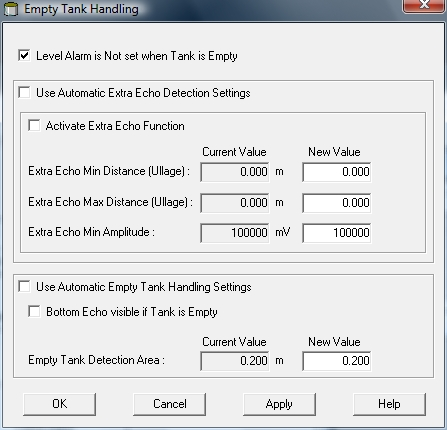 Empty Tank Handling
Level Alarm is Not set when Tank is Empty
Use Automatic Extra Echo Detection Settings
Activate Extra Echo Function
Current Value New Value
Extra Echo Min Distance (Ullage) : 0.000 m 0.000
Extra Echo Max Distance (Ullage) : 0.000 m 0.000
Extra Echo Min Amplitude : 100000 mV 100000
Use Automatic Empty Tank Handling Settings
Bottom Echo visible if Tank is Empty
Current Value New Value
Empty Tank Detection Area : 0.200 m 0.200
OK Cancel Apply Help